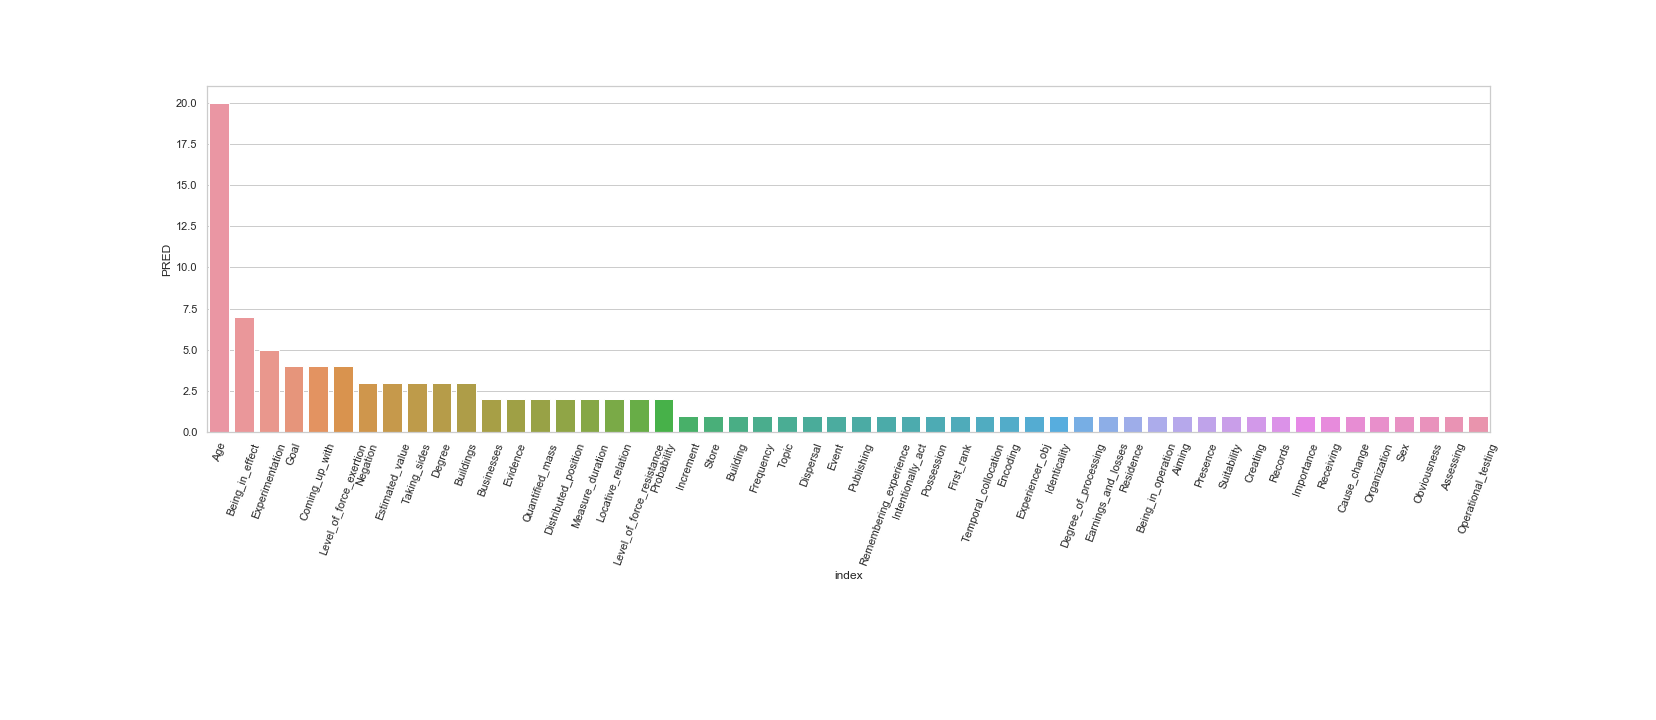 20.0
17.5
15.0
12.5
10.0
7.5
5.0
2.5
0.0
PRED
Age
Being_in_effect
Experimentation
Goal
Coming_up_with
Level_of_force_exertion
Negation
Estimated_value
Taking_sides
Degree
Buildings
Businesses
Evidence
Quantified_mass
Distributed_position
Measure_duration
Locative_relation
Level_of_force_resistance
Probability
Increment
Store
Building
Frequency
Topic
Dispersal
Event
Publishing
Remembering_experience
Intentionally_act
Possession
First_rank
Temporal_collocation
Encoding
Experiencer_obj
Identicality
Degree_of_processing
Earnings_and_losses
Residence
Being_in_operation
Aiming
Presence
Suitability
Creating
Records
Importance
Receiving
Cause_change
Organization
Sex
Obviousness
Assessing
Operational_testing
index